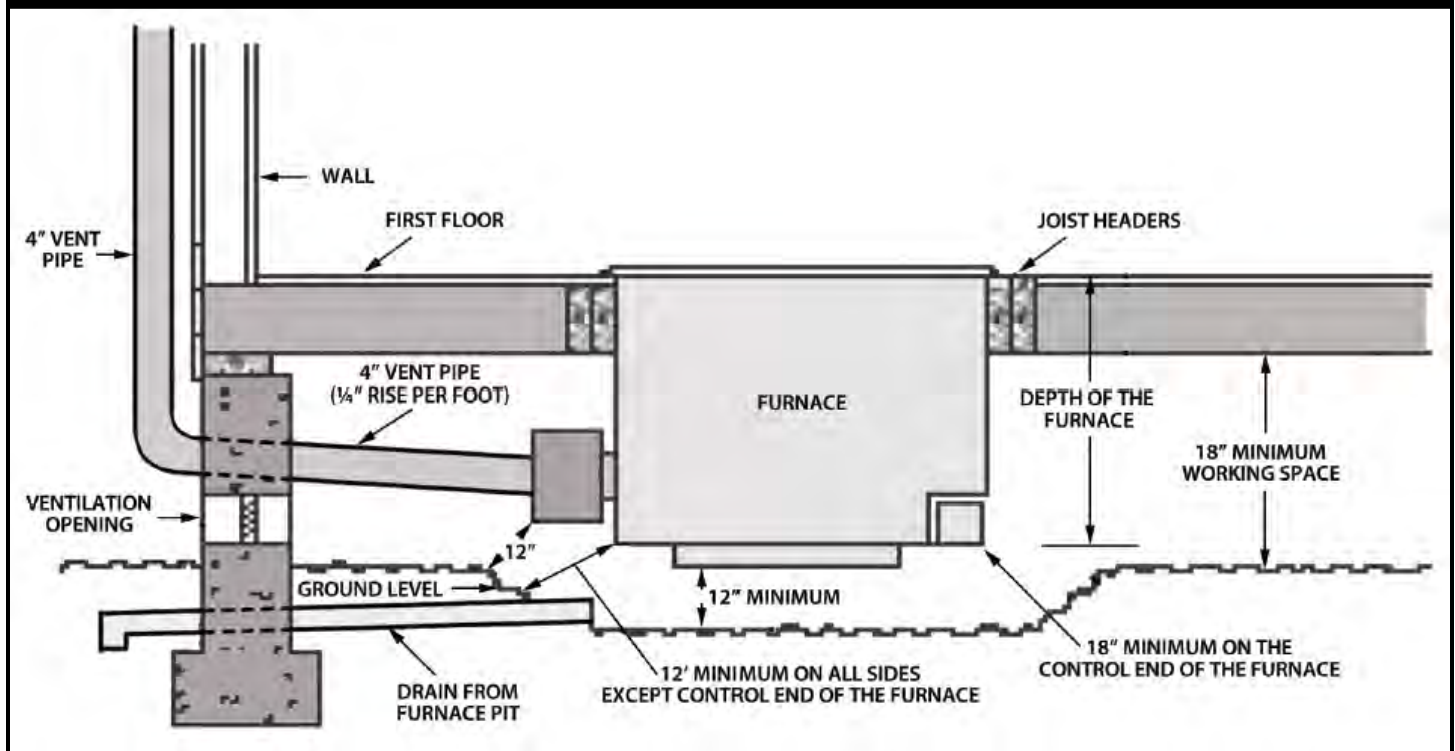 WALL
FIRST FLOOR
JOIST HEADERS
4" VENT
PIPE
4" VENT PIPE
(¼" RISE PER FOOT)
FURNACE
DEPTH OF THE
FURNACE
18" MINIMUM
WORKING SPACE
VENTILATION
OPENING
12"
GROUND LEVEL
12" MINIMUM
18" MINIMUM ON THE
CONTROL END OF THE FURNACE
12' MINIMUM ON ALL SIDES
EXCEPT CONTROL END OF THE FURNACE
DRAIN FROM
FURNACE PIT